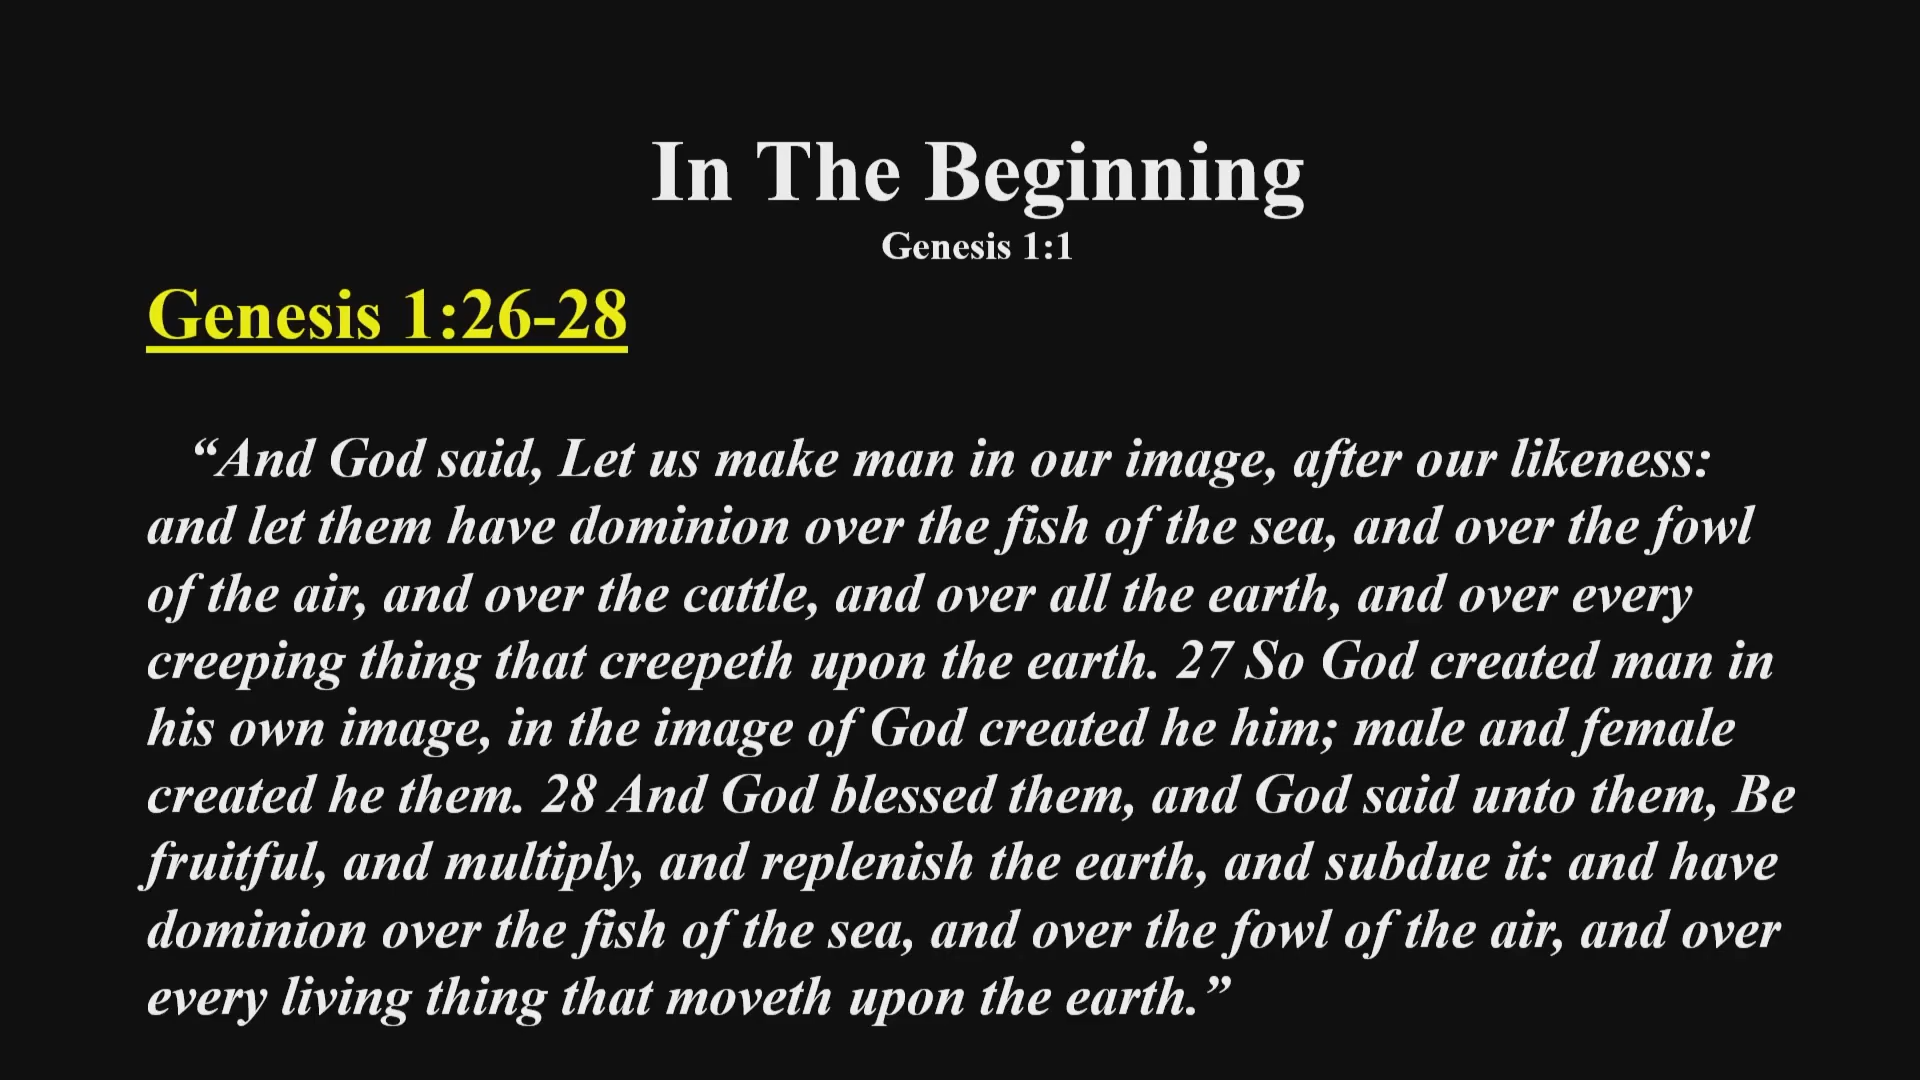 In The Beginning
Genesis 1:1
Genesis 1:26-28
“And God said, Let us make man in our image, after our likeness:
and let them have dominion over the fish of the sea, and over the fowl
of the air, and over the cattle, and over all the earth, and over every
creeping thing that creepeth upon the earth. 27 So God created man in
his own image, in the image of God created he him; male and female
created he them. 28 And God blessed them, and God said unto them, Be
fruitful, and multiply, and replenish the earth, and subdue it: and have
dominion over the fish of the sea, and over the fowl of the air, and over
every living thing that moveth upon the earth.”